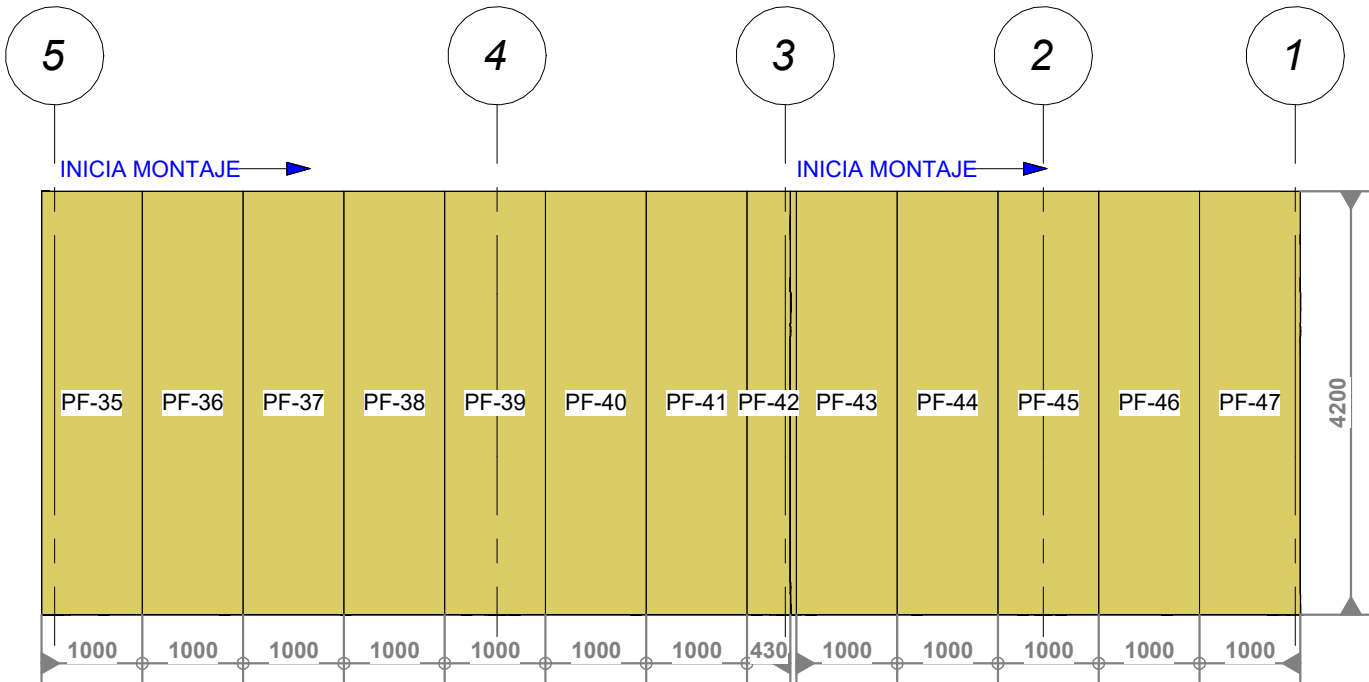 5 4 3 2 1
INICIA MONTAJE INICIA MONTAJE
PF-35 PF-36 PF-37 PF-38 PF-39 PF-40 PF-41 PF-42 PF-43 PF-44 PF-45 PF-46 PF-47
4200
1000 1000 1000 1000 1000 1000 1000 430 1000 1000 1000 1000 1000